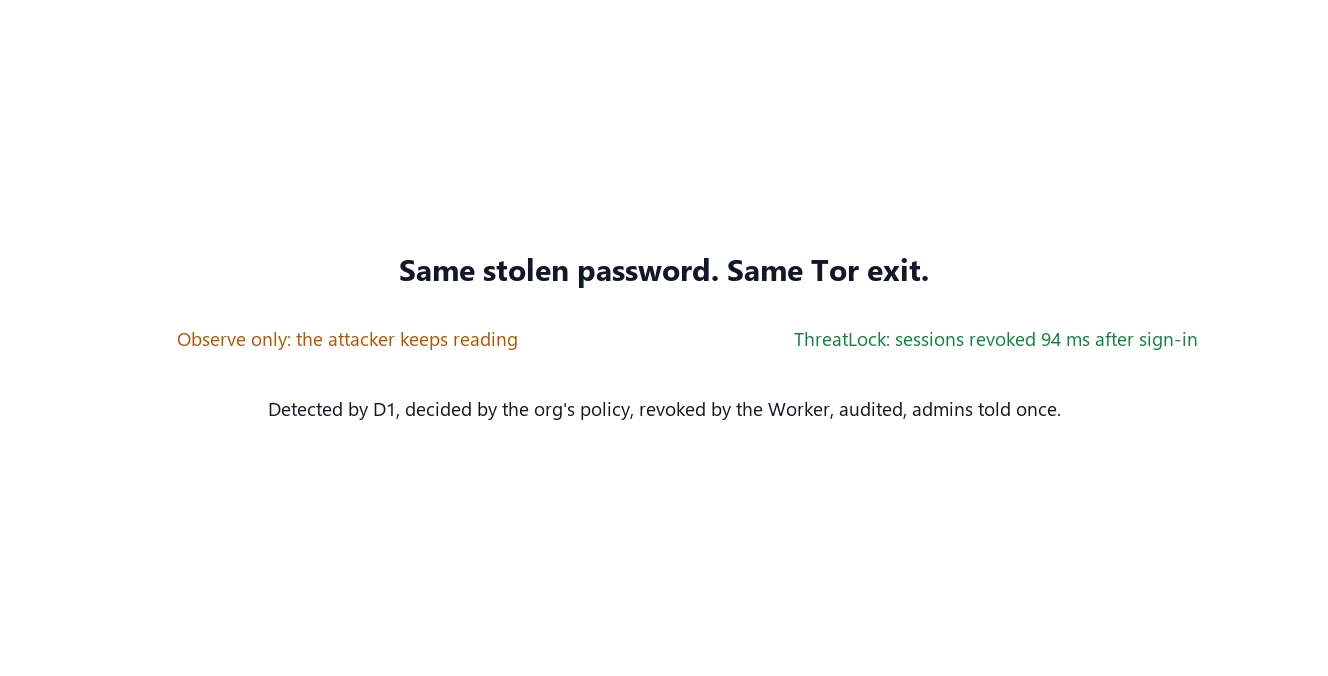 Same stolen password. Same Tor exit.
Observe only: the attacker keeps reading
ThreatLock: sessions revoked 94 ms after sign-in
Detected by D1, decided by the org's policy, revoked by the Worker, audited, admins told once.